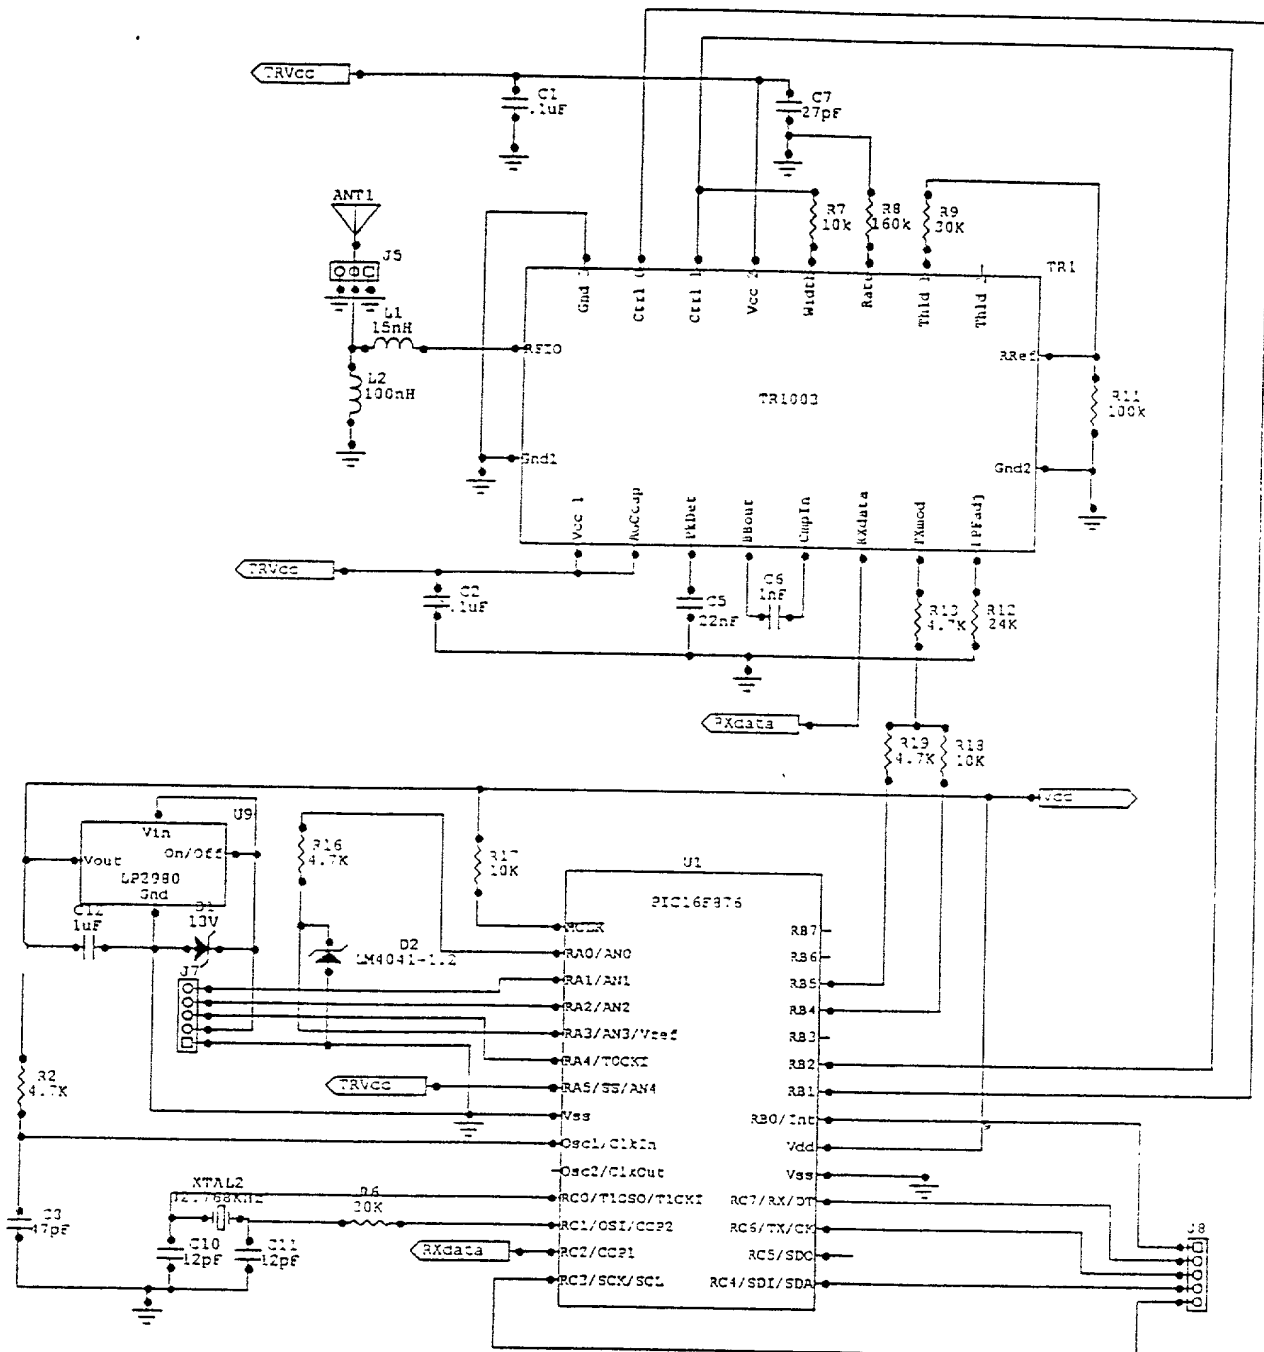 TRVcc
C1
.1uF
C7
27pF
ANT1
J5
R7
10k
R8
160k
R9
30K
TR1
Gnd 3
Ctrl 0
Ctrl 1
Vcc 2
Width
Rate
Thld 1
Thld 2
L1
15nH
RFIO
RRef
L2
100nH
TR1003
R11
100k
Gnd1
Gnd2
Vcc 1
AGCcap
PkDet
BBout
CmpIn
RXdata
TXmod
LPFadj
TRVcc
C2
.1uF
C5
22nF
C6
1nF
R13
4.7K
R12
24K
RXdata
R19
4.7K
R18
10K
Vcc
U9
Vin
Vout
On/Off
LP2980
Gnd
R16
4.7K
R17
10K
U1
PIC16F876
C12
1uF
D1
13V
D2
LM4041-1.2
MCLR
RA0/AN0
RA1/AN1
RA2/AN2
RA3/AN3/Vref
RA4/T0CKI
RA5/SS/AN4
Vss
Osc1/ClkIn
Osc2/ClkOut
RC0/T1OSO/T1CKI
RC1/OSI/CCP2
RC2/CCP1
RC3/SCK/SCL
RB7
RB6
RB5
RB4
RB3
RB2
RB1
RB0/Int
Vdd
Vss
RC7/RX/DT
RC6/TX/CK
RC5/SDO
RC4/SDI/SDA
J7
TRVcc
R2
4.7K
XTAL2
32.768KHz
R6
20K
C3
47pF
C10
12pF
C11
12pF
RXdata
J8